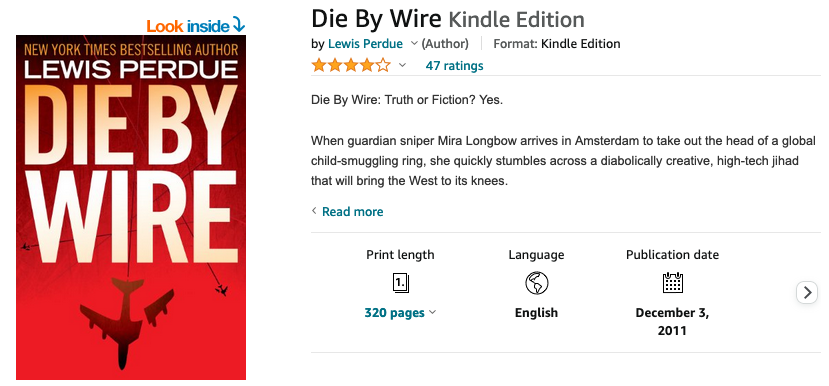 Look inside
NEW YORK TIMES BESTSELLING AUTHOR
LEWIS PERDUE
DIE BY
WIRE
Die By Wire Kindle Edition
by Lewis Perdue (Author) Format: Kindle Edition
47 ratings
Die By Wire: Truth or Fiction? Yes.
When guardian sniper Mira Longbow arrives in Amsterdam to take out the head of a global
child-smuggling ring, she quickly stumbles across a diabolically creative, high-tech jihad
that will bring the West to its knees.
Read more
Print length
1.
320 pages
Language
English
Publication date
December 3,
2011